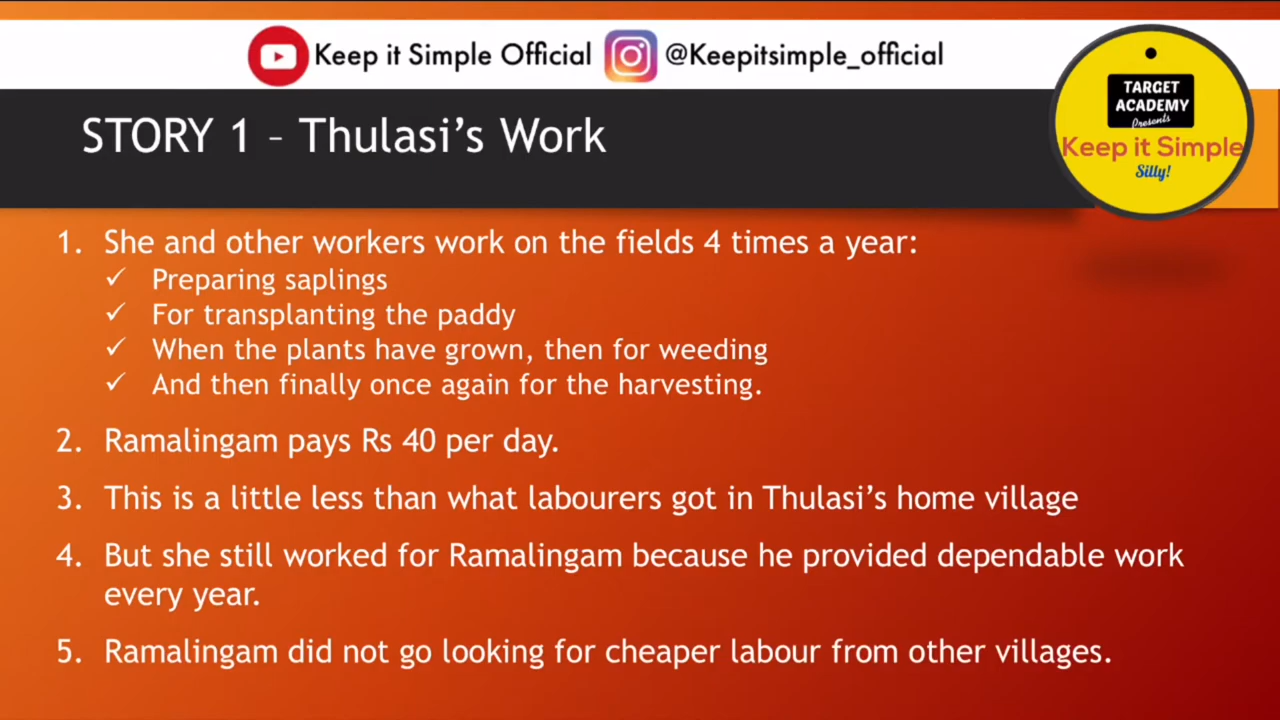 Keep it Simple Official @Keepitsimple_official
TARGET
ACADEMY
Presents
Keep it Simple
Silly!
STORY 1 – Thulasi's Work
1. She and other workers work on the fields 4 times a year:
✓ Preparing saplings
✓ For transplanting the paddy
✓ When the plants have grown, then for weeding
✓ And then finally once again for the harvesting.
2. Ramalingam pays Rs 40 per day.
3. This is a little less than what labourers got in Thulasi's home village
4. But she still worked for Ramalingam because he provided dependable work
every year.
5. Ramalingam did not go looking for cheaper labour from other villages.